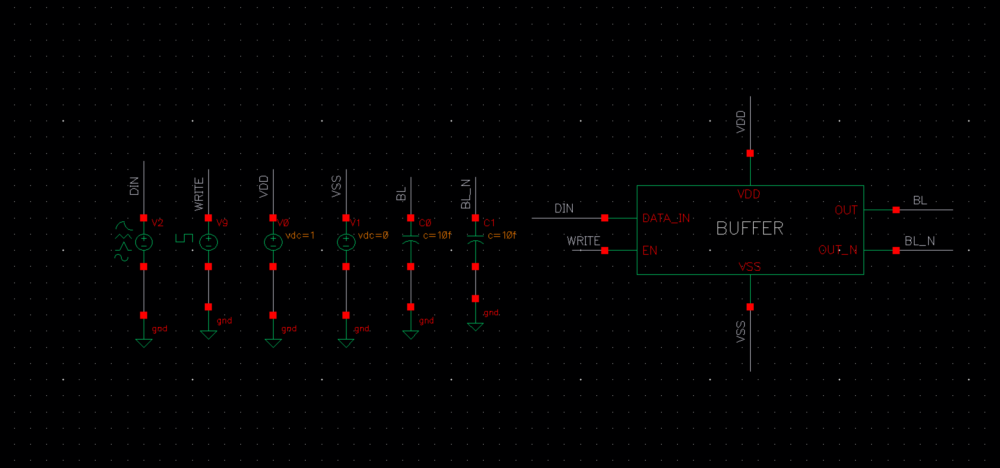 VDD
DIN
WRITE
VDD
VSS
BL
BL_N
V2
V9
V0
vdc=1
V1
vdc=0
C0
c=10f
C1
c=10f
gnd
gnd
gnd
gnd
gnd
gnd
DIN
WRITE
VDD
DATA_IN
BUFFER
OUT
BL
EN
OUT_N
BL_N
VSS
VSS